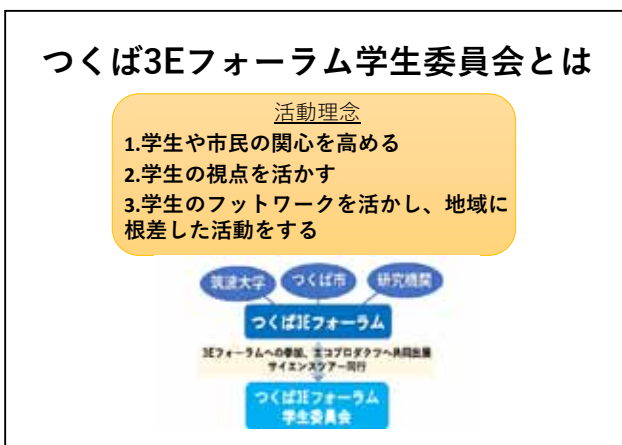 つくば3Eフォーラム学生委員会とは
活動理念
1.学生や市民の関心を高める
2.学生の視点を活かす
3.学生のフットワークを活かし、地域に
根差した活動をする
筑波大学 つくば市 研究機関
つくば3Eフォーラム
3Eフォーラムへの参加、エコプロダクツへ共同出展
サイエンスツアー同行
つくば3Eフォーラム
学生委員会